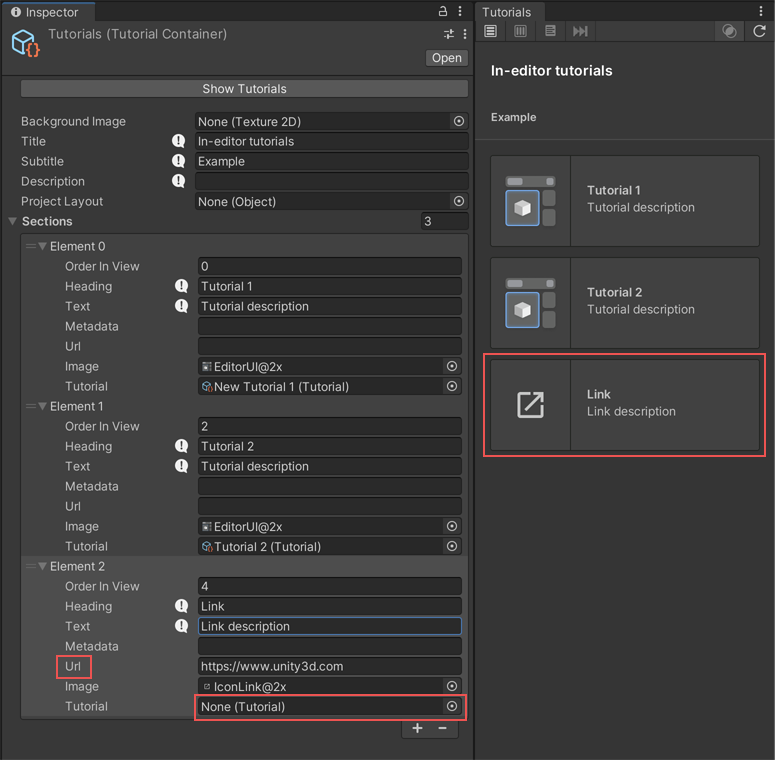 Inspector
Tutorials (Tutorial Container)
Open
Show Tutorials
Background Image None (Texture 2D)
Title In-editor tutorials
Subtitle Example
Description
Project Layout None (Object)
Sections 3
Element 0
Order In View 0
Heading Tutorial 1
Text Tutorial description
Metadata
Url
Image EditorUI@2x
Tutorial New Tutorial 1 (Tutorial)
Element 1
Order In View 2
Heading Tutorial 2
Text Tutorial description
Metadata
Url
Image EditorUI@2x
Tutorial Tutorial 2 (Tutorial)
Element 2
Order In View 4
Heading Link
Text Link description
Metadata
Url https://www.unity3d.com
Image IconLink@2x
Tutorial None (Tutorial)
Tutorials
In-editor tutorials
Example
Tutorial 1
Tutorial description
Tutorial 2
Tutorial description
Link
Link description